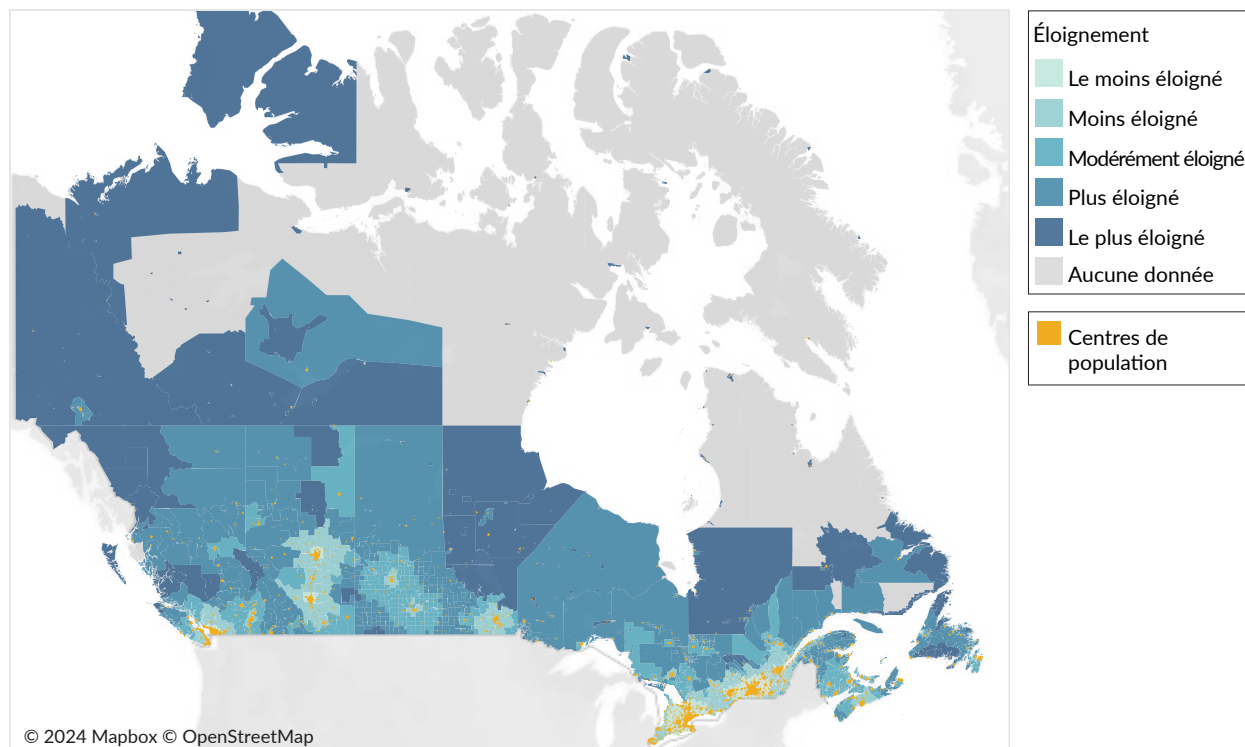 Éloignement
Le moins éloigné
Moins éloigné
Modérément éloigné
Plus éloigné
Le plus éloigné
Aucune donnée
Centres de
population
© 2024 Mapbox © OpenStreetMap